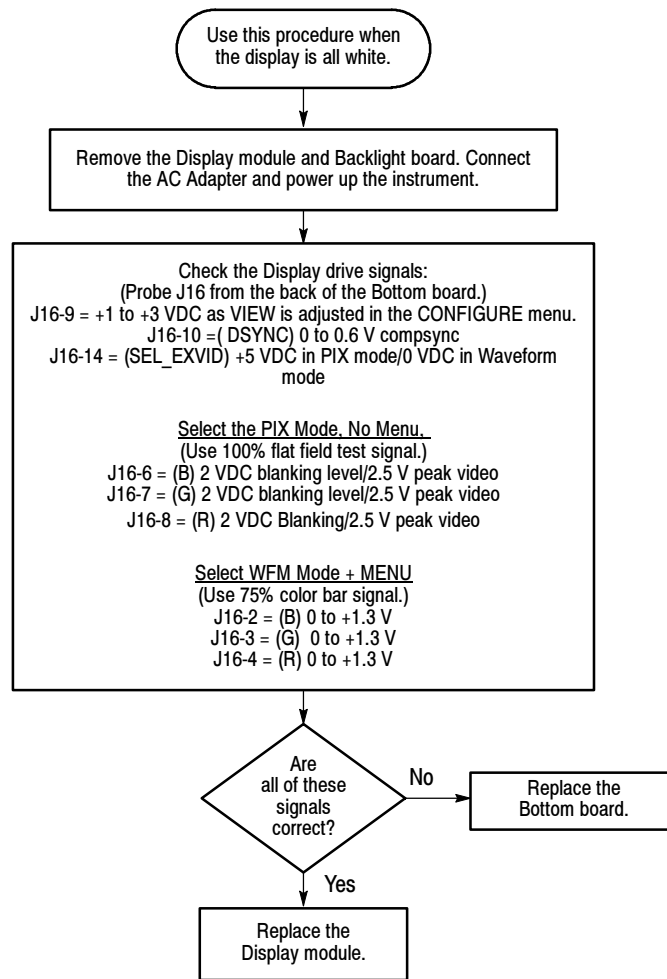 Use this procedure when
the display is all white.
Remove the Display module and Backlight board. Connect
the AC Adapter and power up the instrument.
Check the Display drive signals:
(Probe J16 from the back of the Bottom board.)
J16-9 = +1 to +3 VDC as VIEW is adjusted in the CONFIGURE menu.
J16-10 =( DSYNC) 0 to 0.6 V compsync
J16-14 = (SEL_EXVID) +5 VDC in PIX mode/0 VDC in Waveform
mode
Select the PIX Mode, No Menu,
(Use 100% flat field test signal.)
J16-6 = (B) 2 VDC blanking level/2.5 V peak video
J16-7 = (G) 2 VDC blanking level/2.5 V peak video
J16-8 = (R) 2 VDC Blanking/2.5 V peak video
Select WFM Mode + MENU
(Use 75% color bar signal.)
J16-2 = (B) 0 to +1.3 V
J16-3 = (G) 0 to +1.3 V
J16-4 = (R) 0 to +1.3 V
Are
all of these
signals
correct?
No
Replace the
Bottom board.
Yes
Replace the
Display module.